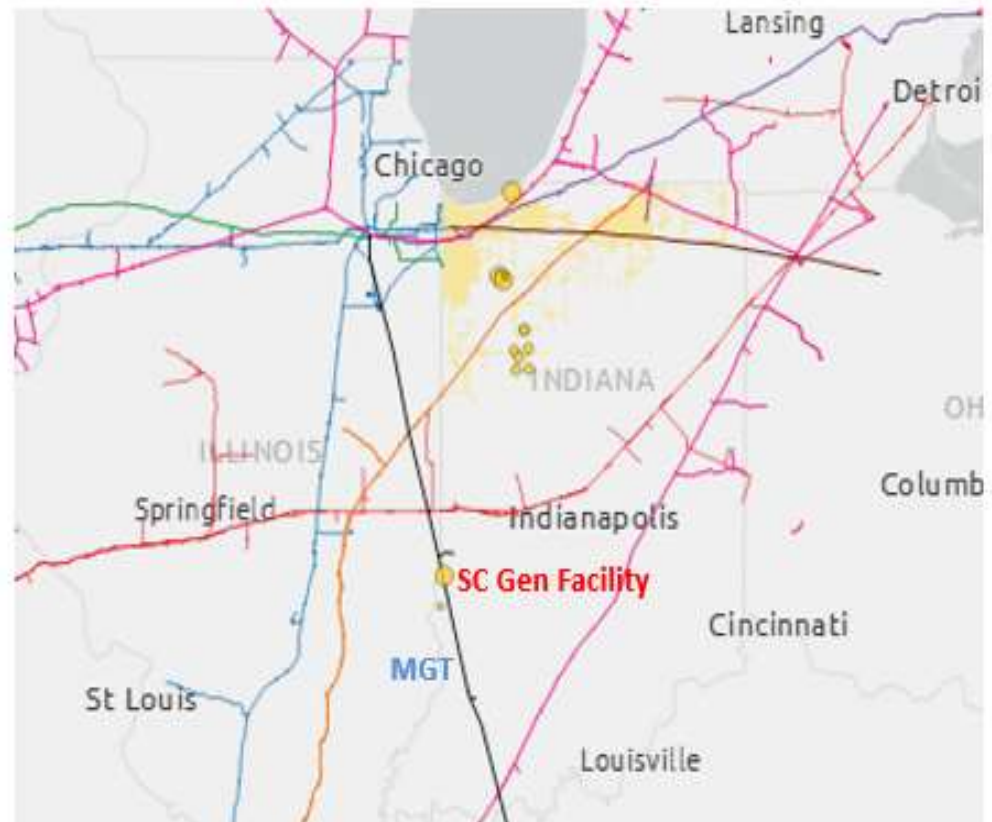 Lansing
Detroi
Chicago
INDIANA
OH
ILLINOIS
Columb
Springfield
Indianapolis
SC Gen Facility
Cincinnati
MGT
St Louis
Louisville